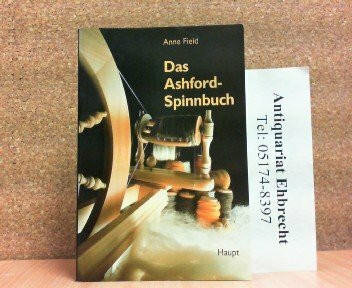 Anne Field
Das
Ashford-
Spinnbuch
Haupt
Antiquariat Ehbrecht
Tel: 05174-8397